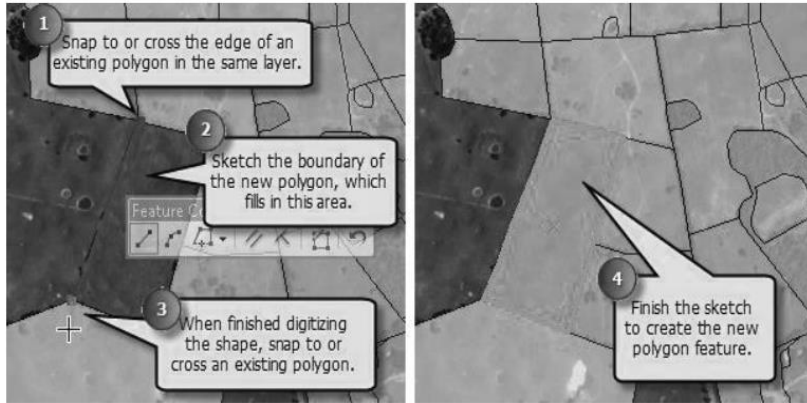 1
Snap to or cross the edge of an
existing polygon in the same layer.
2
Sketch the boundary of
the new polygon, which
fills in this area.
Feature Co
3
When finished digitizing
the shape, snap to or
cross an existing polygon.
4
Finish the sketch
to create the new
polygon feature.